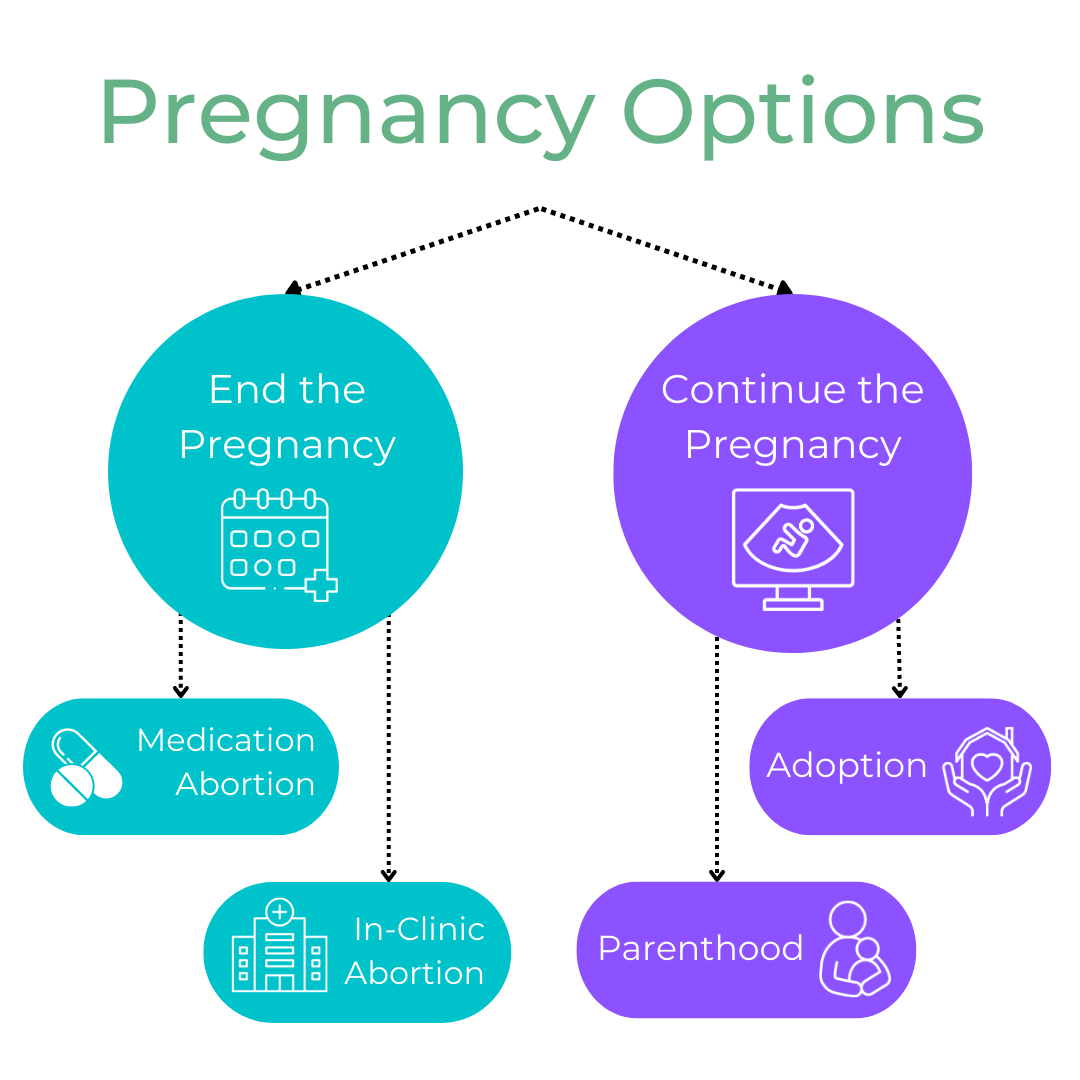 Pregnancy Options
End the
Pregnancy
Continue the
Pregnancy
Medication
Abortion
Adoption
In-Clinic
Abortion
Parenthood